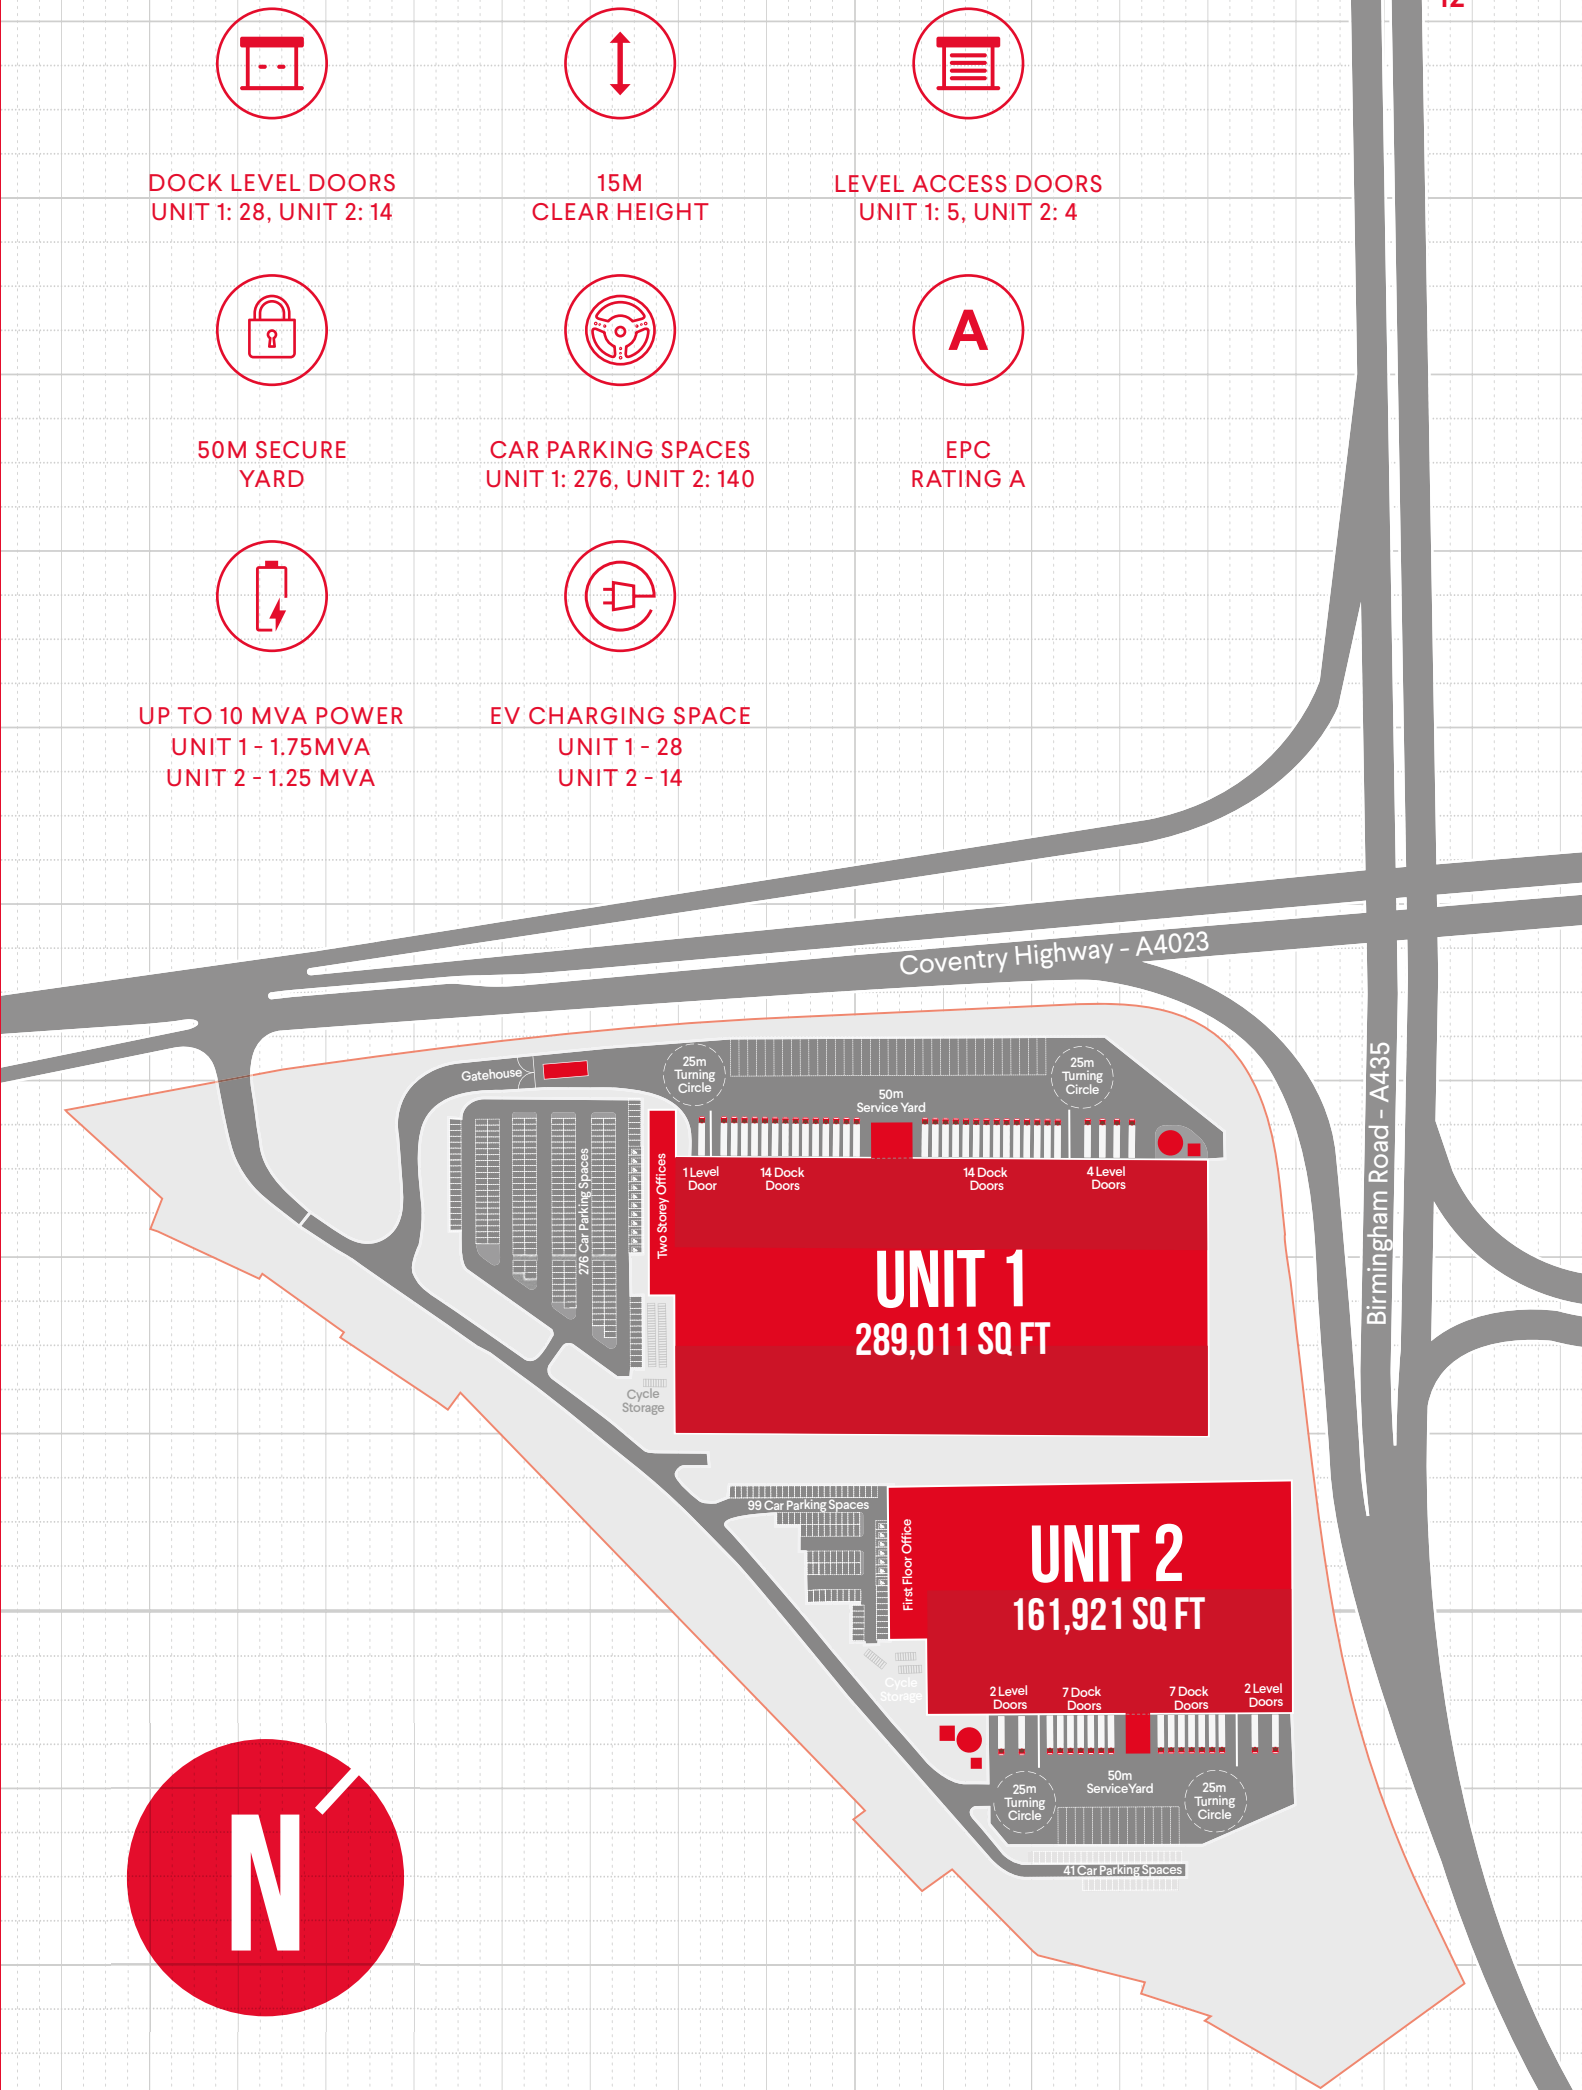 12
DOCK LEVEL DOORS
UNIT 1: 28, UNIT 2: 14
15M
CLEAR HEIGHT
LEVEL ACCESS DOORS
UNIT 1: 5, UNIT 2: 4
A
50M SECURE
YARD
CAR PARKING SPACES
UNIT 1: 276, UNIT 2: 140
EPC
RATING A
UP TO 10 MVA POWER
UNIT 1 - 1.75MVA
UNIT 2 - 1.25 MVA
EV CHARGING SPACE
UNIT 1 - 28
UNIT 2 - 14
Coventry Highway - A4023
Birmingham Road - A435
Gatehouse
25m
Turning
Circle
50m
Service Yard
25m
Turning
Circle
276 Car Parking Spaces
Two Storey Offices
1 Level
Door
14 Dock
Doors
14 Dock
Doors
4 Level
Doors
UNIT 1
289,011 SQ FT
Cycle
Storage
99 Car Parking Spaces
First Floor Office
UNIT 2
161,921 SQ FT
Cycle
Storage
2 Level
Doors
7 Dock
Doors
7 Dock
Doors
2 Level
Doors
25m
Turning
Circle
50m
Service Yard
25m
Turning
Circle
41 Car Parking Spaces
N